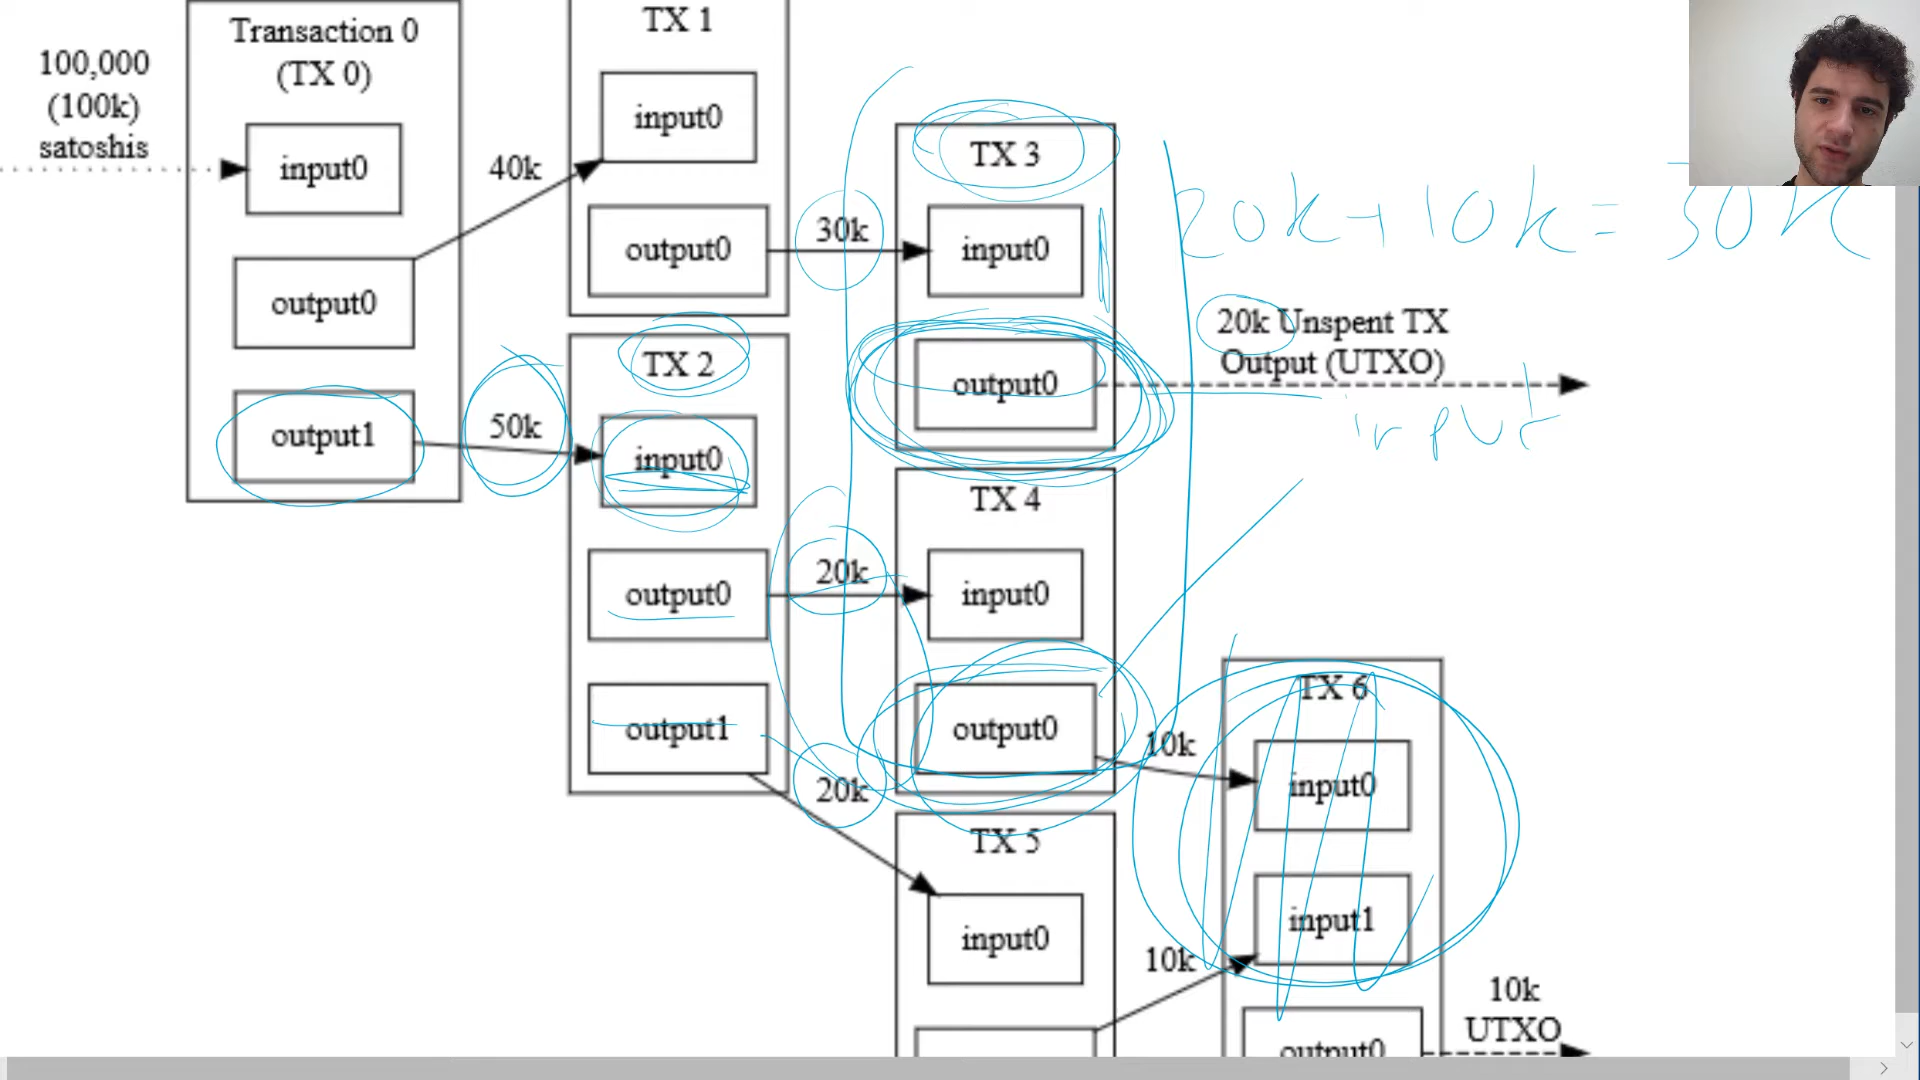 100,000
(100k)
satoshis
Transaction 0
(TX 0)
input0
output0
output1
40k
50k
TX 1
input0
output0
30k
TX 2
input0
output0
output1
20k
20k
TX 3
input0
output0
20k+10k=30k
20k Unspent TX
Output (UTXO)
input
TX 4
input0
output0
10k
TX 5
input0
10k
TX 6
input0
input1
output0
10k
UTXO